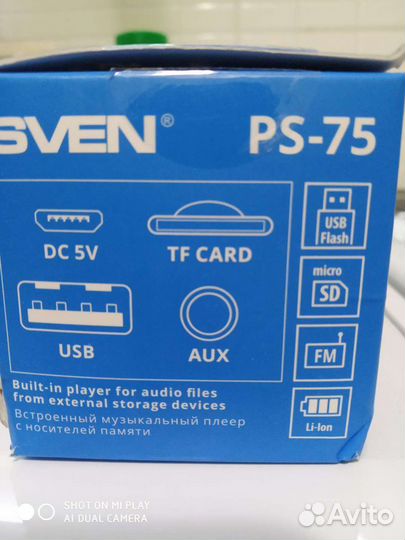 SVEN® PS-75
USB
Flash
DC 5V TF CARD
micro
SD
USB AUX
FM
Li-Ion
Built-in player for audio files
from external storage devices
Встроенный музыкальный плеер
с носителей памяти
SHOT ON MI PLAY
AI DUAL CAMERA
Avito